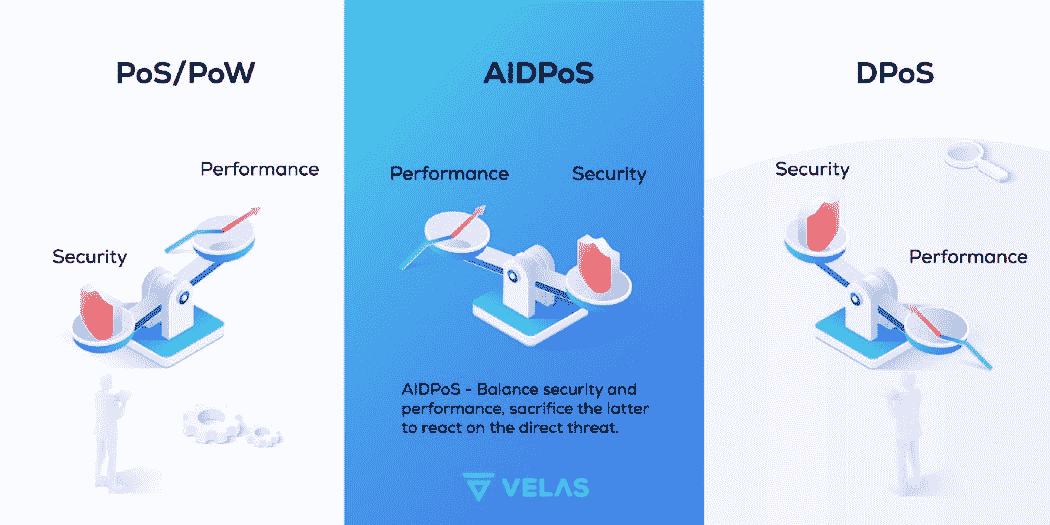 PoS/PoW
Performance
Security
AIDPoS
Performance
Security
AIDPoS - Balance security and
performance, sacrifice the latter
to react on the direct threat.
VELAS
DPoS
Security
Performance